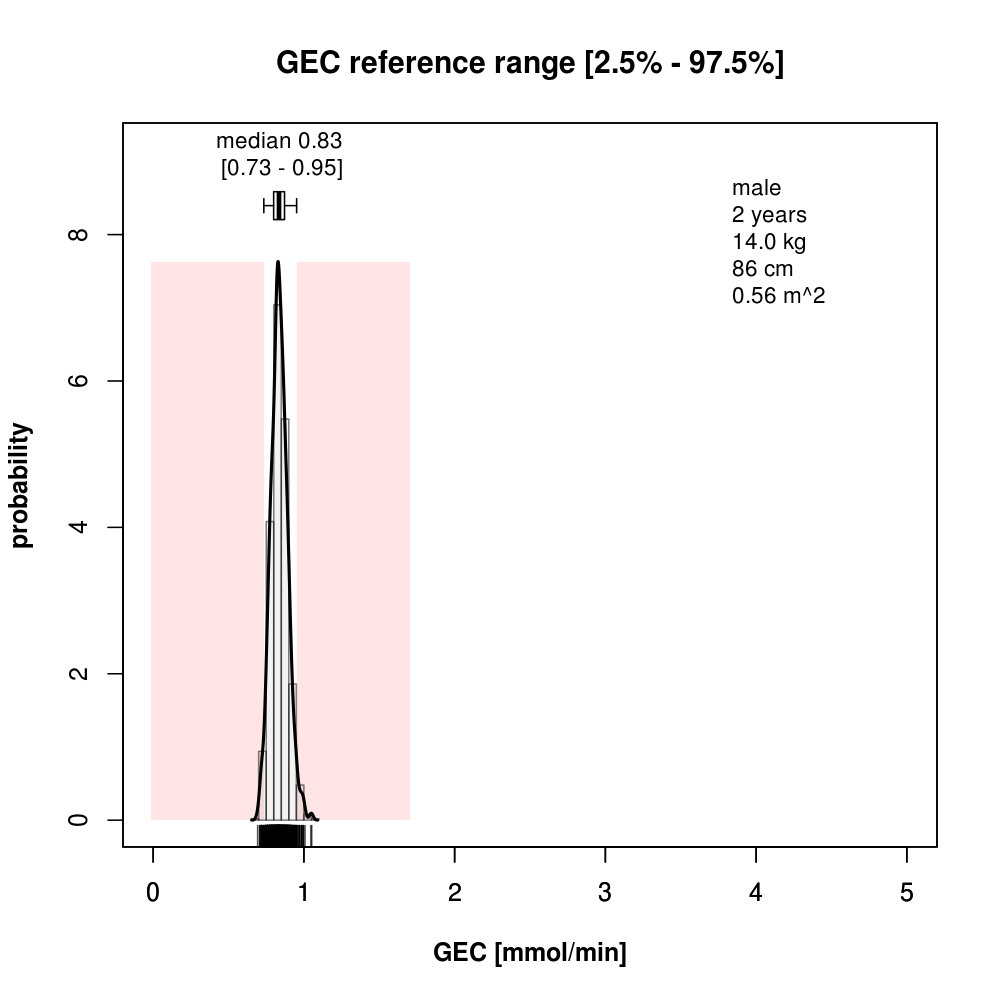 GEC reference range [2.5% - 97.5%]
median 0.83
[0.73 - 0.95]
male
2 years
14.0 kg
86 cm
0.56 m^2
probability
8
6
4
2
0
0 1 2 3 4 5
GEC [mmol/min]